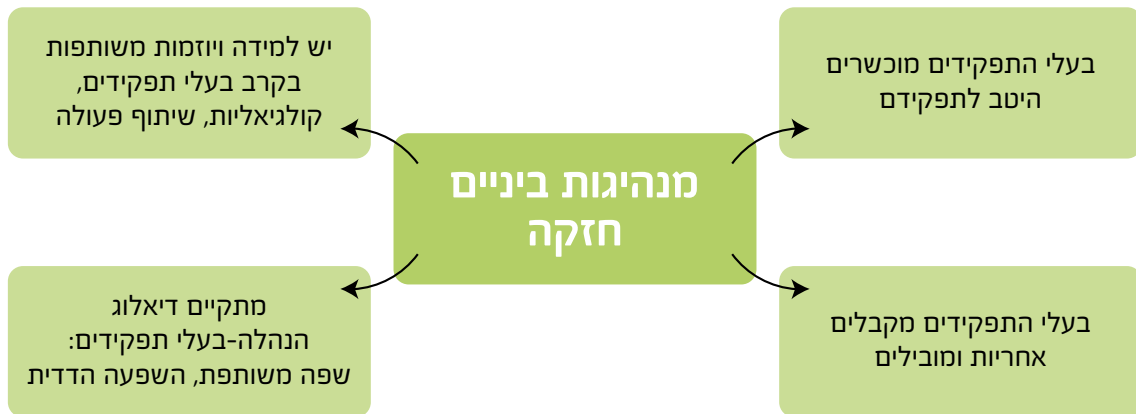 בעלי התפקידים מוכשרים
היטב לתפקידם
יש למידה ויוזמות משותפות
בקרב בעלי תפקידים,
קולגיאליות, שיתוף פעולה
מנהיגות ביניים
חזקה
בעלי התפקידים מקבלים
אחריות ומובילים
מתקיים דיאלוג
הנהלה-בעלי תפקידים:
שפה משותפת, השפעה הדדית